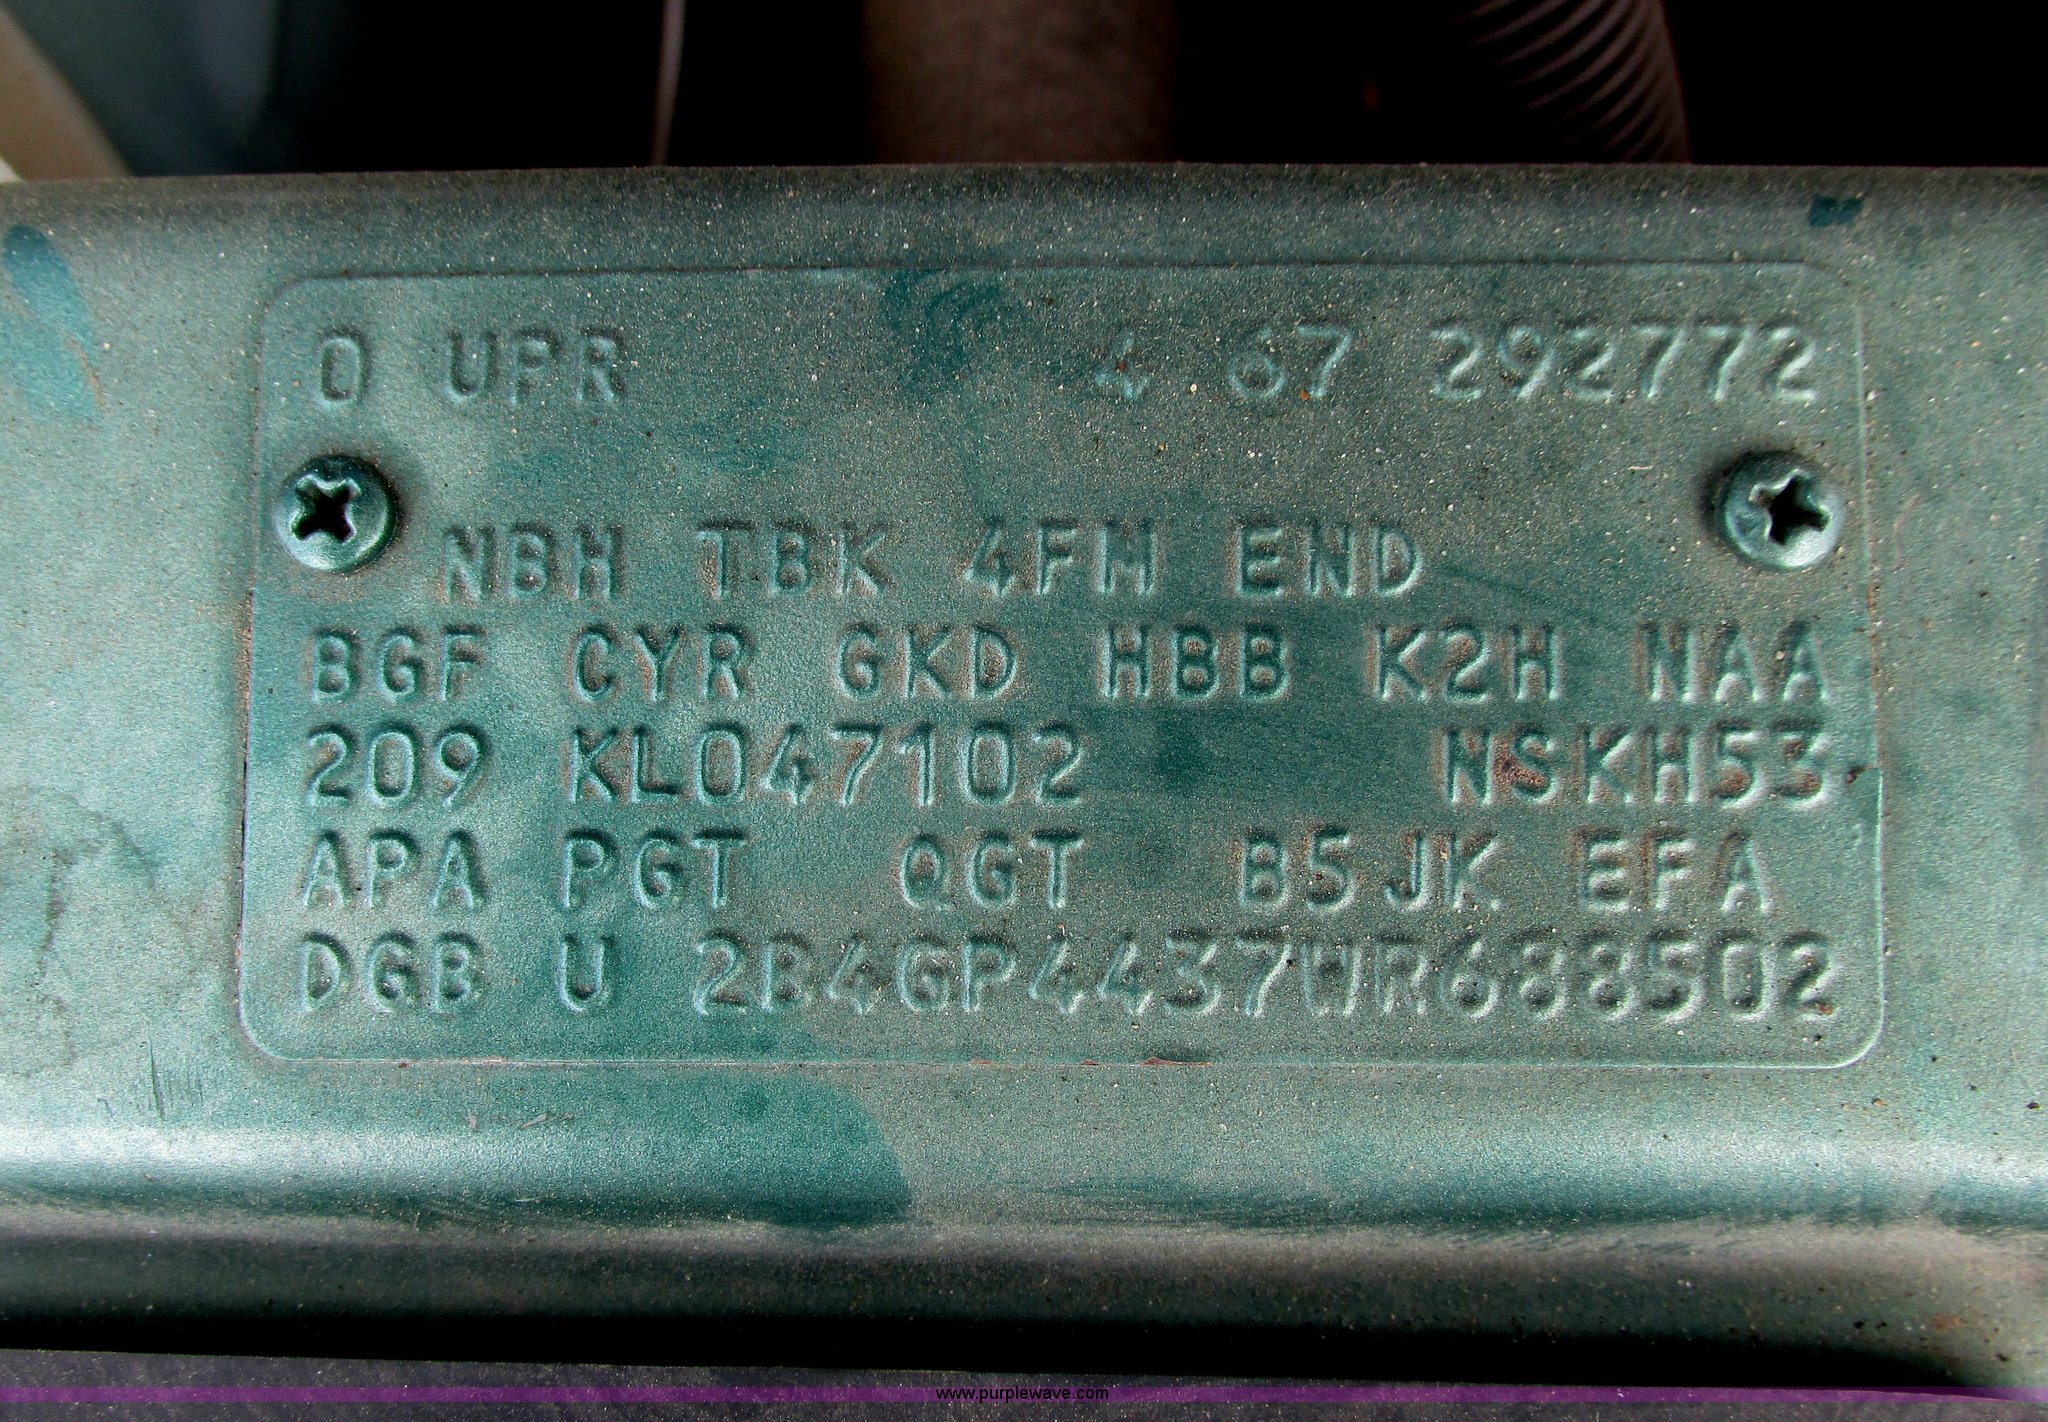 0 UPR 4 67 292772
NBH TBK 4FM END
BGF CYR GKD HBB K2H NAA
209 KL047102 NSKH53
APA PGT QGT B5JK EFA
DGB U 2B4GP4437WR688502
www.purplewave.com